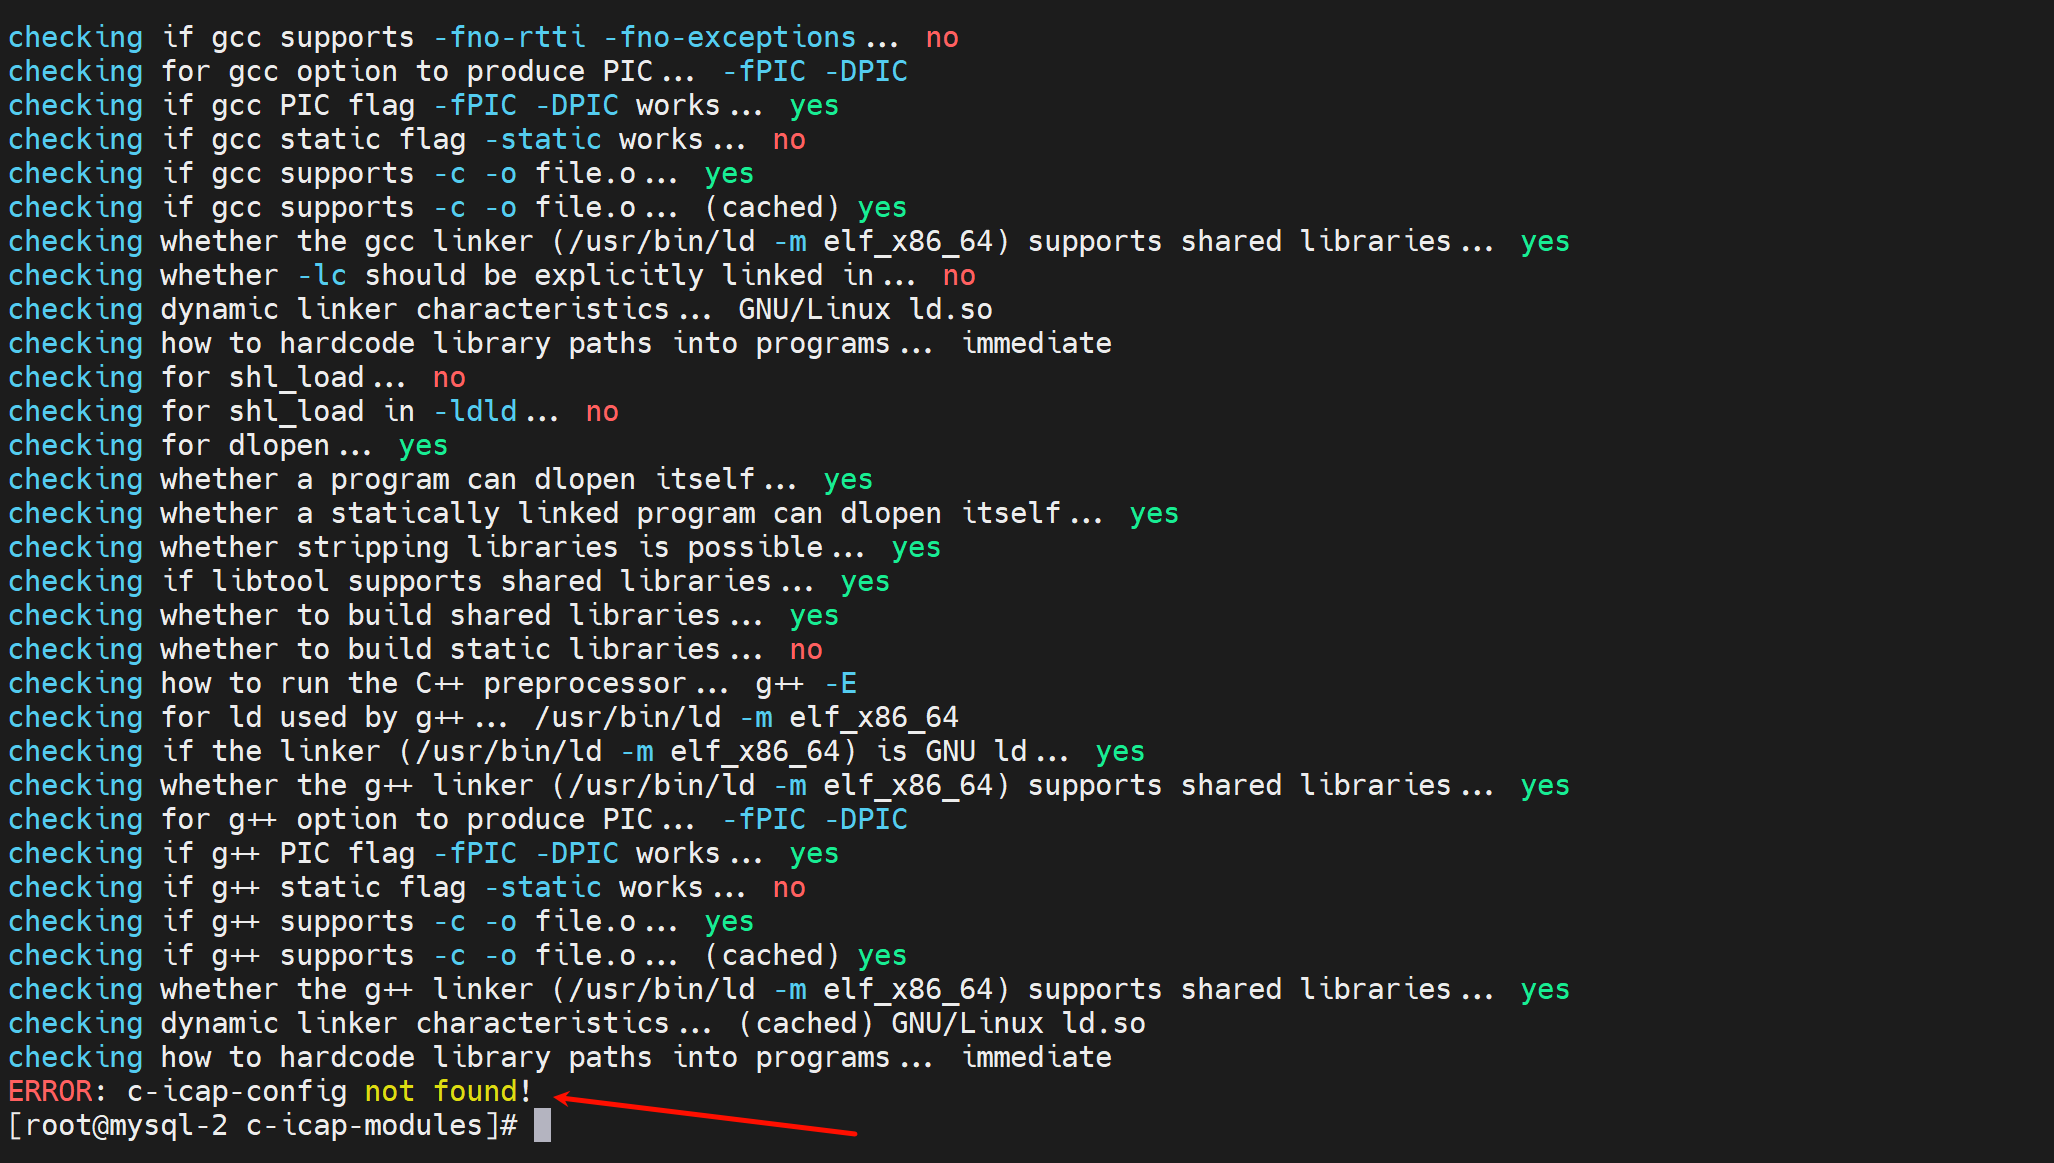 checking if gcc supports -fno-rtti -fno-exceptions... no
checking for gcc option to produce PIC... -fPIC -DPIC
checking if gcc PIC flag -fPIC -DPIC works... yes
checking if gcc static flag -static works... no
checking if gcc supports -c -o file.o... yes
checking if gcc supports -c -o file.o... (cached) yes
checking whether the gcc linker (/usr/bin/ld -m elf_x86_64) supports shared libraries... yes
checking whether -lc should be explicitly linked in... no
checking dynamic linker characteristics... GNU/Linux ld.so
checking how to hardcode library paths into programs... immediate
checking for shl_load... no
checking for shl_load in -ldld... no
checking for dlopen... yes
checking whether a program can dlopen itself... yes
checking whether a statically linked program can dlopen itself... yes
checking whether stripping libraries is possible... yes
checking if libtool supports shared libraries... yes
checking whether to build shared libraries... yes
checking whether to build static libraries... no
checking how to run the C++ preprocessor... g++ -E
checking for ld used by g++... /usr/bin/ld -m elf_x86_64
checking if the linker (/usr/bin/ld -m elf_x86_64) is GNU ld... yes
checking whether the g++ linker (/usr/bin/ld -m elf_x86_64) supports shared libraries... yes
checking for g++ option to produce PIC... -fPIC -DPIC
checking if g++ PIC flag -fPIC -DPIC works... yes
checking if g++ static flag -static works... no
checking if g++ supports -c -o file.o... yes
checking if g++ supports -c -o file.o... (cached) yes
checking whether the g++ linker (/usr/bin/ld -m elf_x86_64) supports shared libraries... yes
checking dynamic linker characteristics... (cached) GNU/Linux ld.so
checking how to hardcode library paths into programs... immediate
ERROR: c-icap-config not found!
[root@mysql-2 c-icap-modules]#